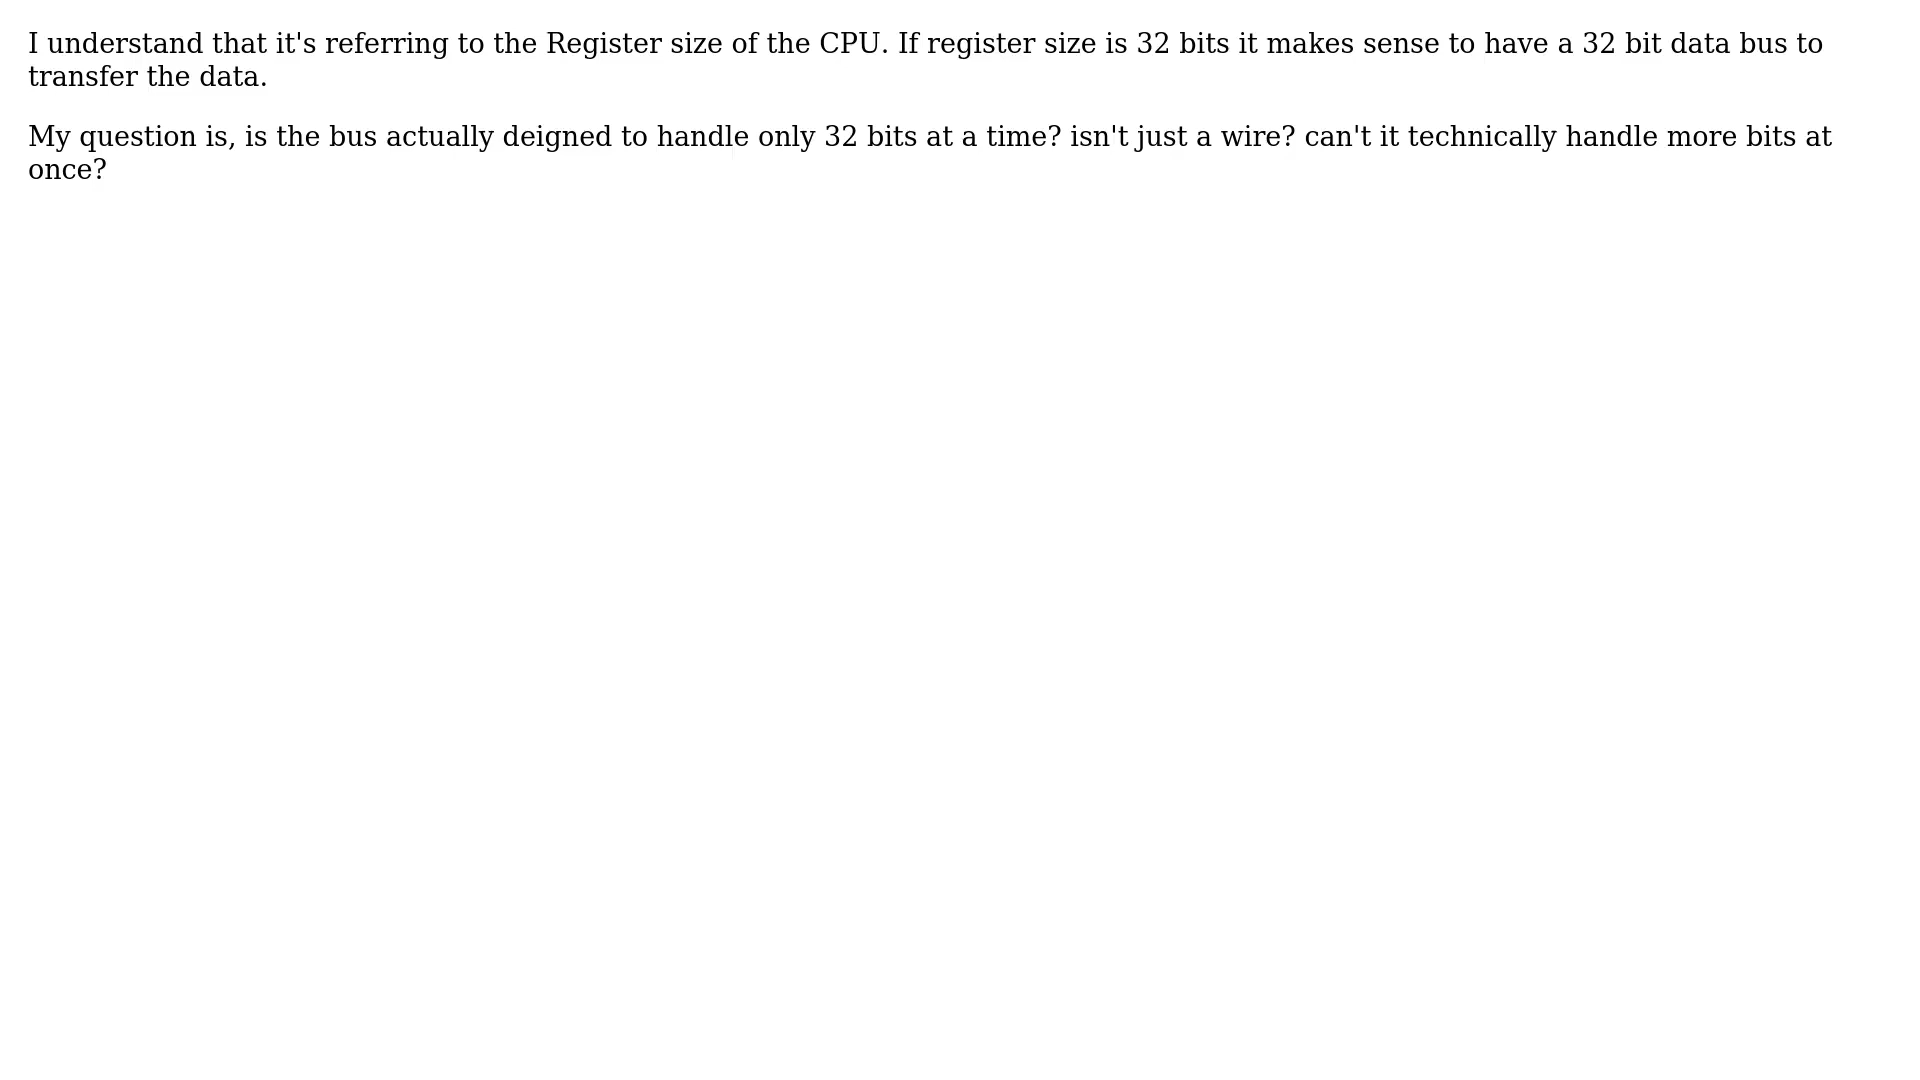 I understand that it's referring to the Register size of the CPU. If register size is 32 bits it makes sense to have a 32 bit data bus to
transfer the data.
My question is, is the bus actually deigned to handle only 32 bits at a time? isn't just a wire? can't it technically handle more bits at
once?